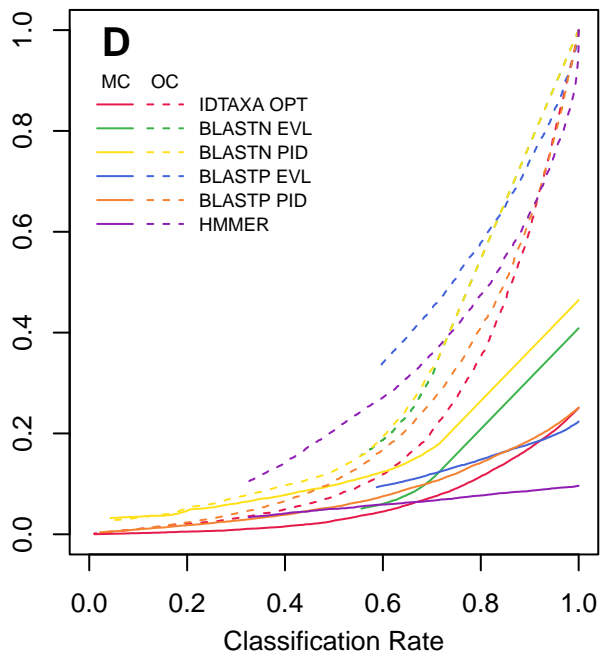 D
MC OC
IDTAXA OPT
BLASTN EVL
BLASTN PID
BLASTP EVL
BLASTP PID
HMMER
1.0
0.8
0.6
0.4
0.2
0.0
0.0 0.2 0.4 0.6 0.8 1.0
Classification Rate